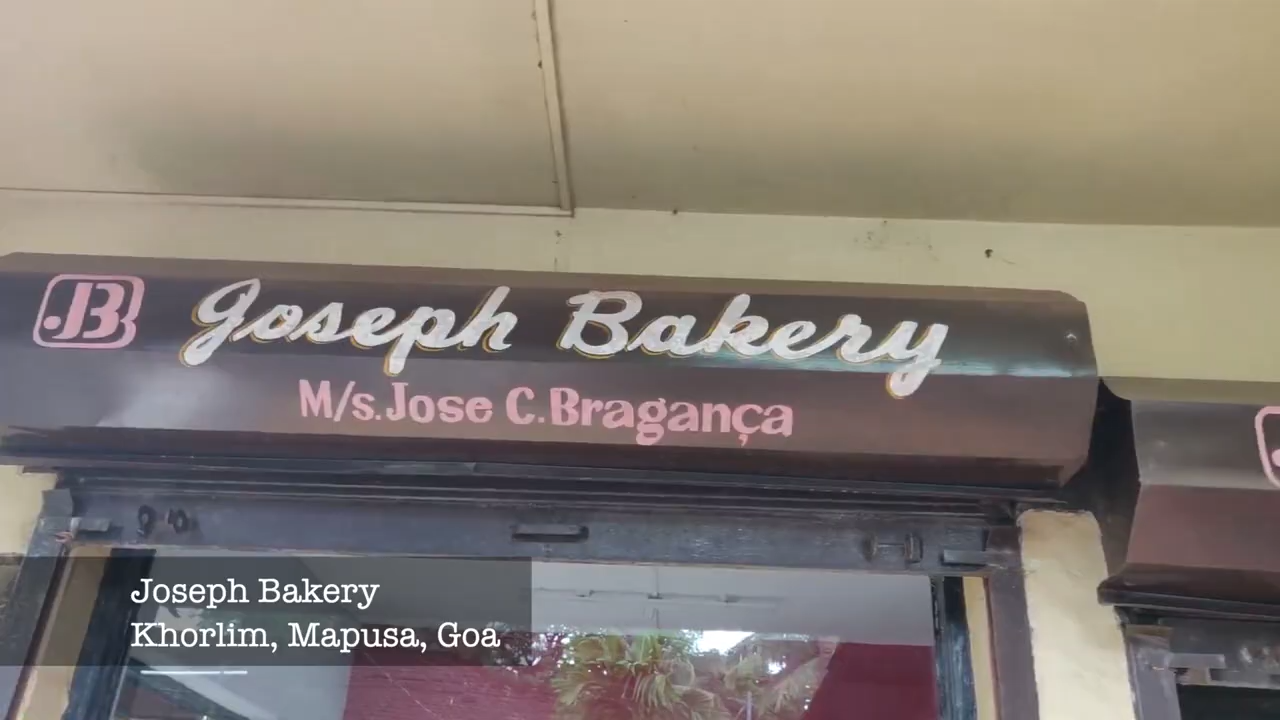 JB
Joseph Bakery
M/s. Jose C. Bragança
Joseph Bakery
Khorlim, Mapusa, Goa